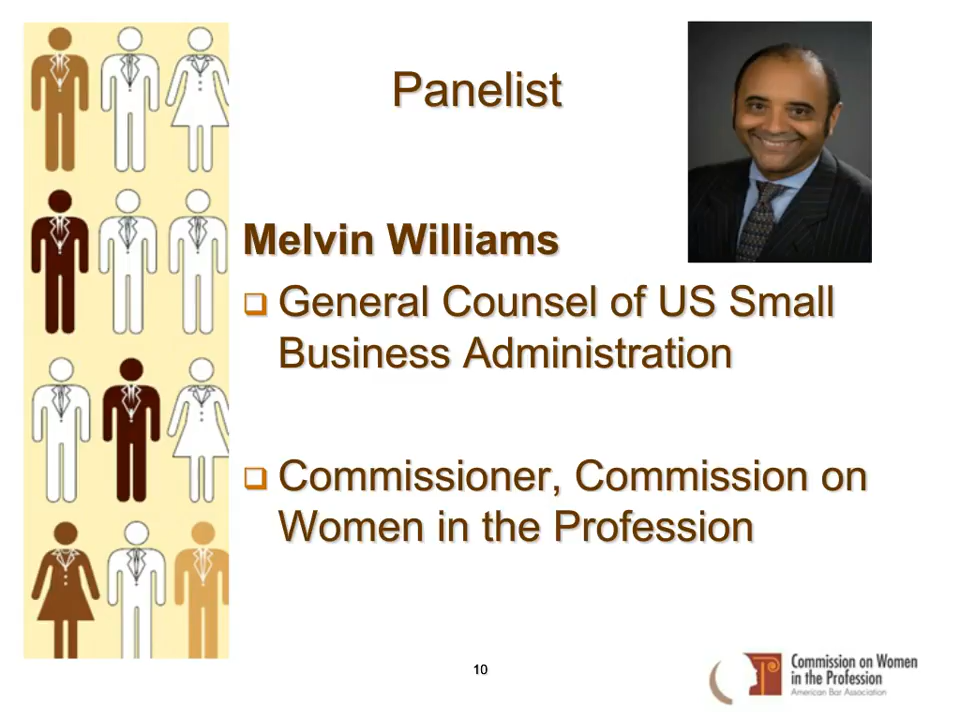 Panelist
Melvin Williams
General Counsel of US Small
Business Administration
Commissioner, Commission on
Women in the Profession
10
Commission on Women
in the Profession
American Bar Association